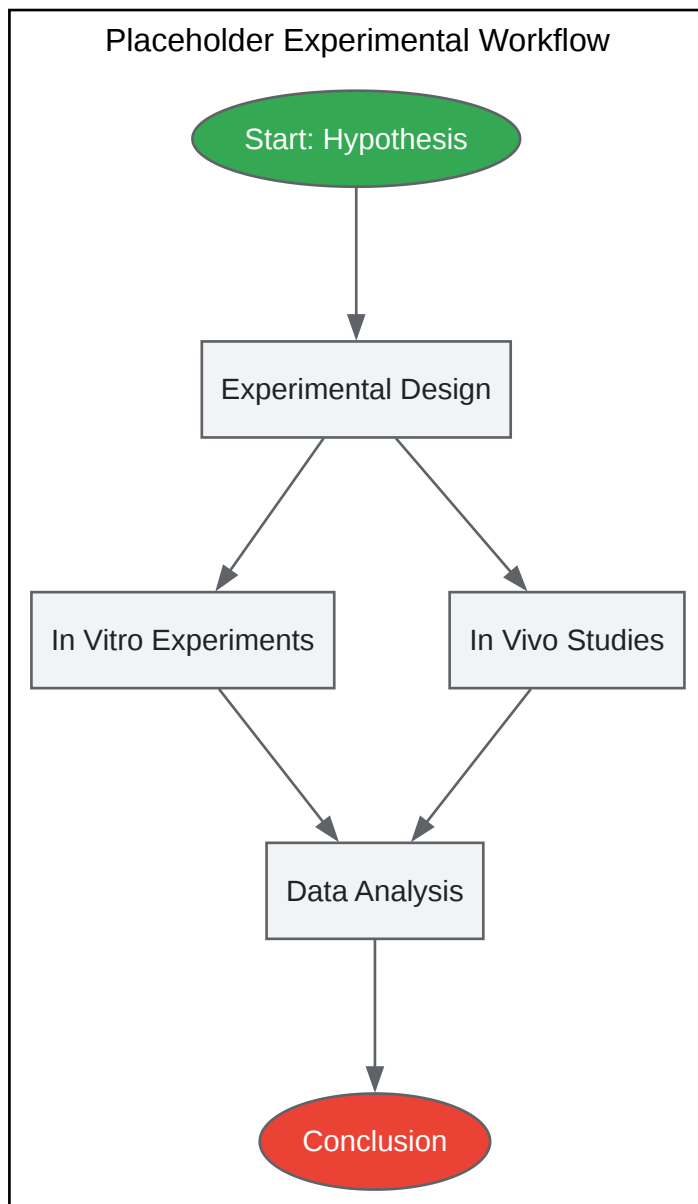 Placeholder Experimental Workflow
Start: Hypothesis
Experimental Design
In Vitro Experiments
In Vivo Studies
Data Analysis
Conclusion